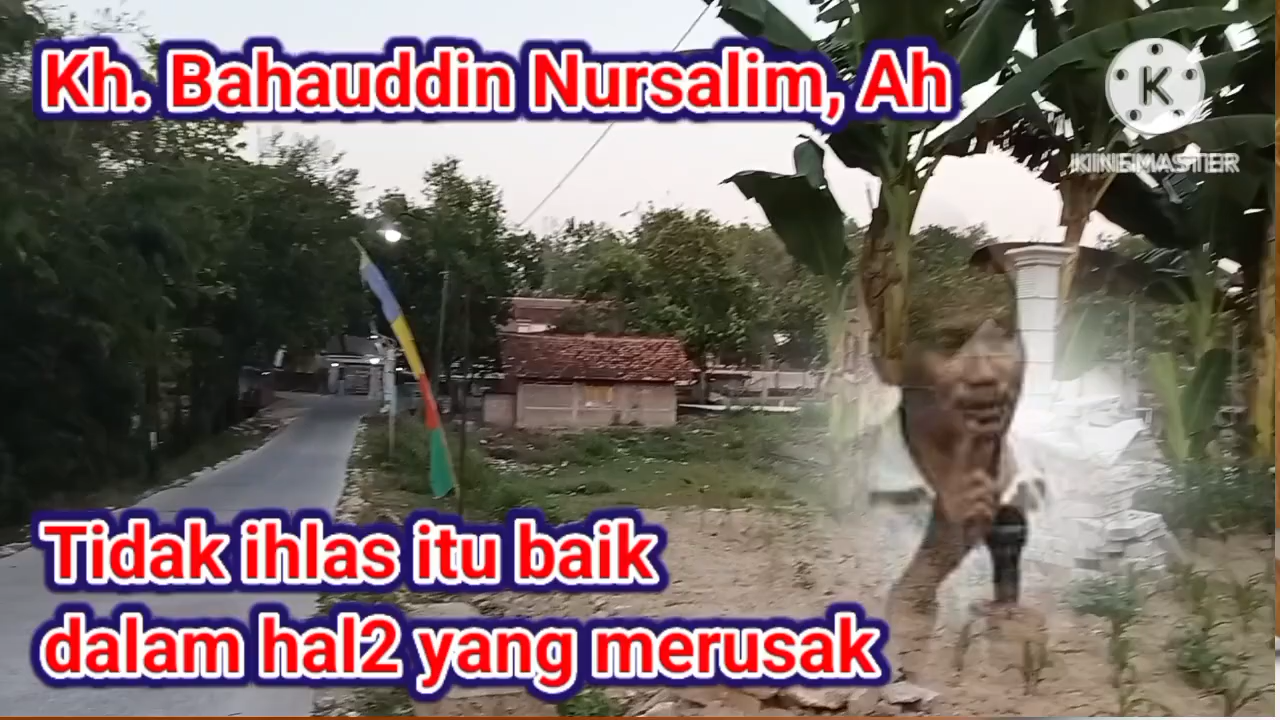 Kh. Bahauddin Nursalim, Ah
K
KINEMASTER
Tidak ihlas itu baik
dalam hal2 yang merusak